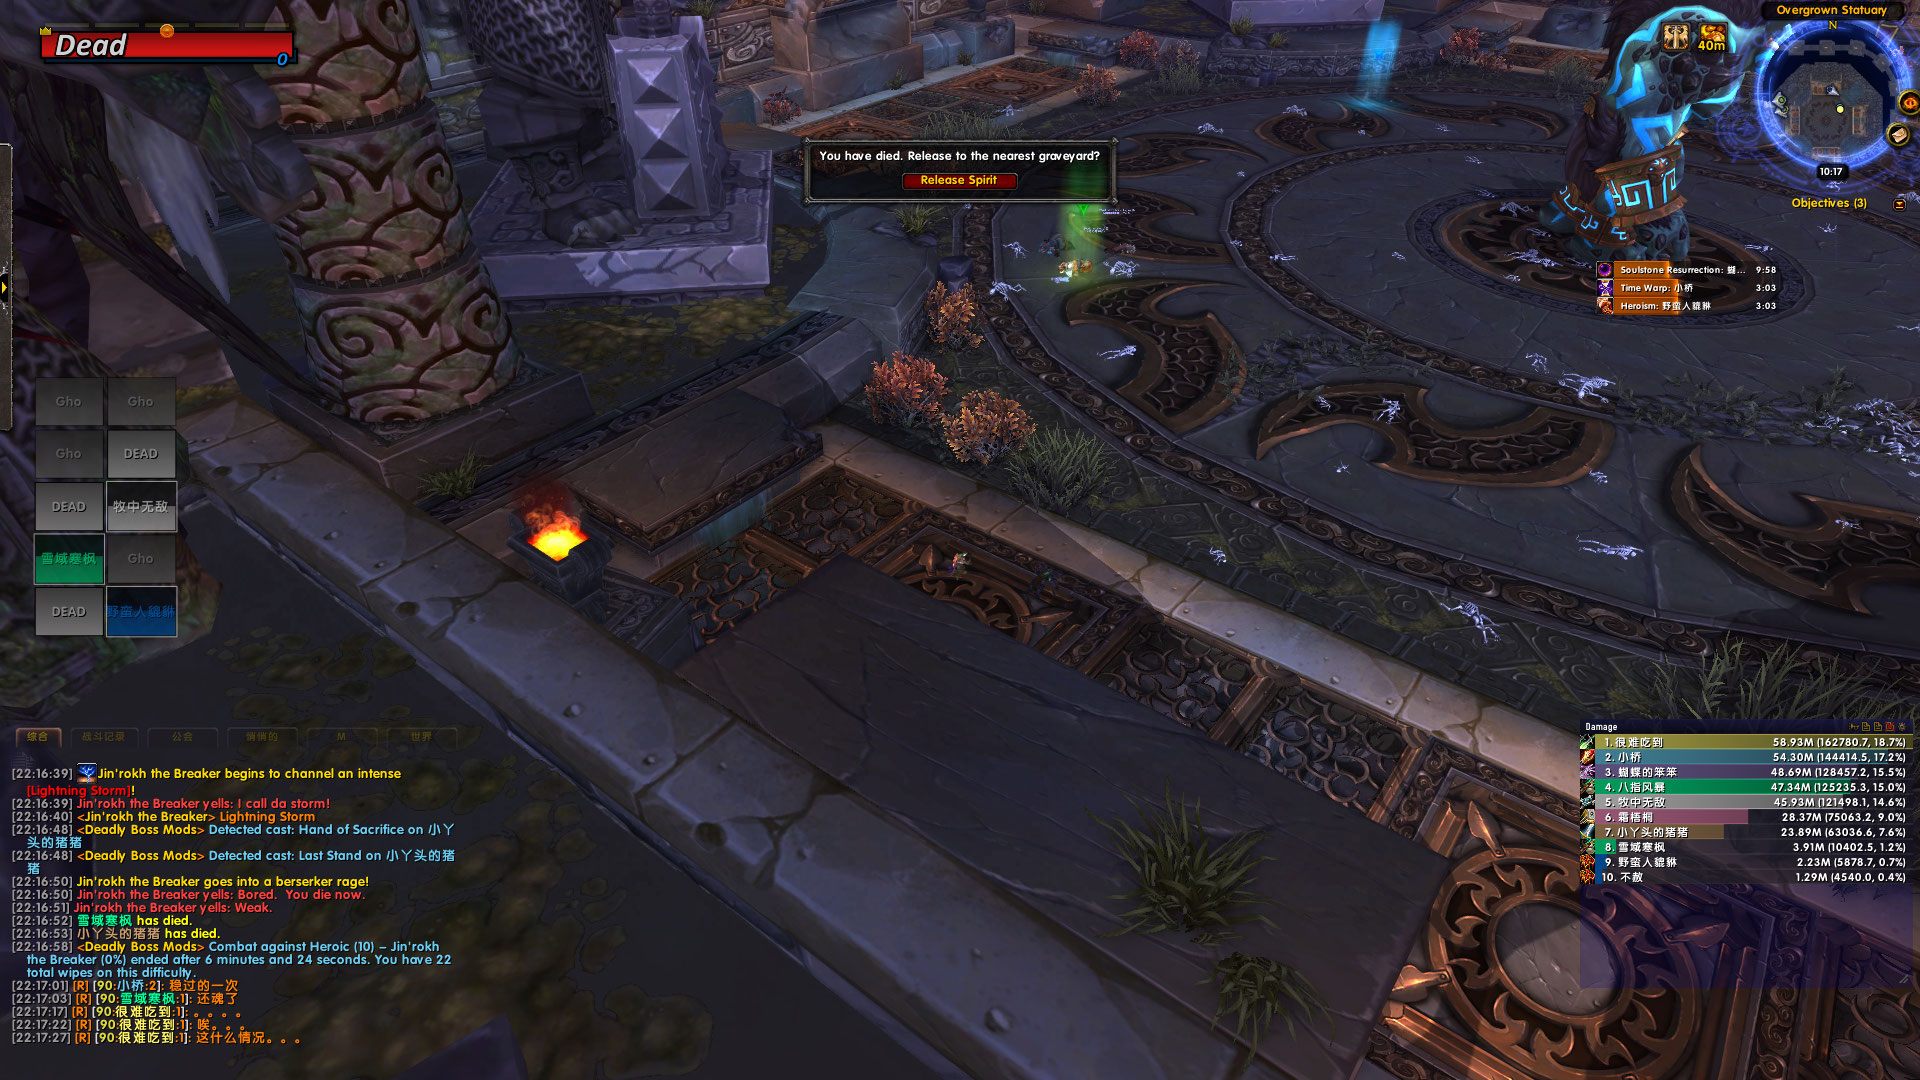 Dead
0
Overgrown Statuary
N
40m
You have died. Release to the nearest graveyard?
Release Spirit
10:17
Objectives (3)
Soulstone Resurrection: 蝴... 9:58
Time Warp: 小桥 3:03
Heroism: 野蛮人貔貅 3:03
Gho Gho
Gho DEAD
DEAD 牧中无敌
雪域寒枫 Gho
DEAD 野蛮人貔貅
综合 战斗记录 公会 悄悄的 M 世界
[22:16:39] Jin'rokh the Breaker begins to channel an intense
[Lightning Storm]!
[22:16:39] Jin'rokh the Breaker yells: I call da storm!
[22:16:40] <Jin'rokh the Breaker> Lightning Storm
[22:16:48] <Deadly Boss Mods> Detected cast: Hand of Sacrifice on 小丫
头的猪猪
[22:16:48] <Deadly Boss Mods> Detected cast: Last Stand on 小丫头的猪
猪
[22:16:50] Jin'rokh the Breaker goes into a berserker rage!
[22:16:50] Jin'rokh the Breaker yells: Bored.  You die now.
[22:16:51] Jin'rokh the Breaker yells: Weak.
[22:16:52] 雪域寒枫 has died.
[22:16:53] 小丫头的猪猪 has died.
[22:16:58] <Deadly Boss Mods> Combat against Heroic (10) – Jin'rokh
the Breaker (0%) ended after 6 minutes and 24 seconds. You have 22
total wipes on this difficulty.
[22:17:01] [R] [90:小桥:2]: 稳过的一次
[22:17:03] [R] [90:雪域寒枫:1]: 还魂了
[22:17:17] [R] [90:很难吃到:1]: 。。。。
[22:17:22] [R] [90:很难吃到:1]: 唉。。。
[22:17:27] [R] [90:很难吃到:1]: 这什么情况。。。
Damage
1. 很难吃到 58.93M (162780.7, 18.7%)
2. 小桥 54.30M (144414.5, 17.2%)
3. 蝴蝶的笨笨 48.69M (128457.2, 15.5%)
4. 八指风暴 47.34M (125235.3, 15.0%)
5. 牧中无敌 45.93M (121498.1, 14.6%)
6. 霜梧桐 28.37M (75063.2, 9.0%)
7. 小丫头的猪猪 23.89M (63036.6, 7.6%)
8. 雪域寒枫 3.91M (10402.5, 1.2%)
9. 野蛮人貔貅 2.23M (5878.7, 0.7%)
10. 不赦 1.29M (4540.0, 0.4%)